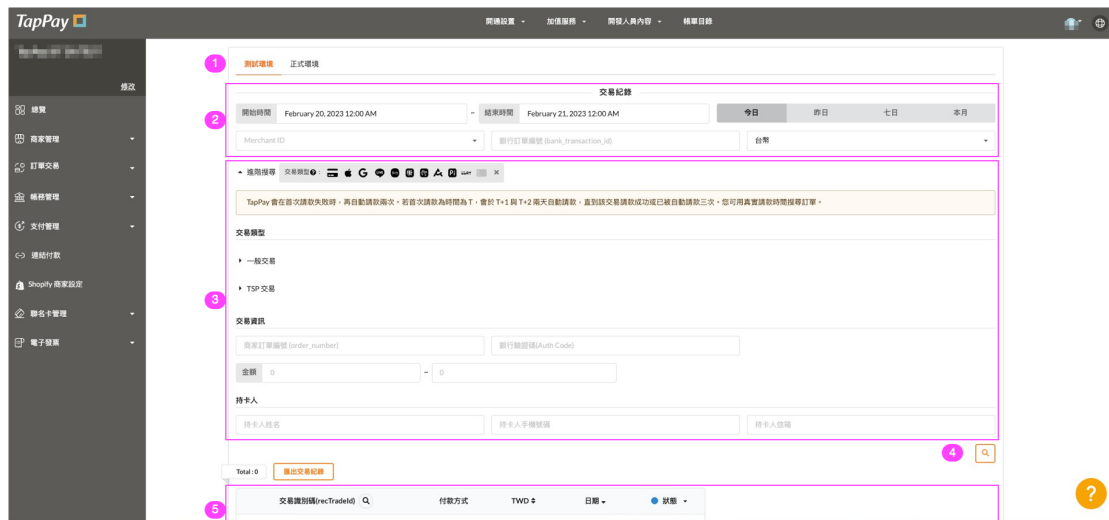 TapPay
開通設置
加值服務
開發人員內容
帳單目錄
修改
總覽
商家管理
訂單交易
帳務管理
支付管理
連結付款
Shopify 商家設定
聯名卡管理
電子發票
1
測試環境
正式環境
2
交易紀錄
開始時間 February 20, 2023 12:00 AM ~ 結束時間 February 21, 2023 12:00 AM
今日
昨日
七日
本月
Merchant ID
銀行訂單編號 (bank_transaction_id)
台幣
3
進階搜尋 交易類型 :
TapPay 會在首次請款失敗時，再自動請款兩次。若首次請款為時間為 T，會於 T+1 與 T+2 兩天自動請款，直到該交易請款成功或已被自動請款三次。您可用真實請款時間搜尋訂單。
交易類型
一般交易
TSP 交易
交易資訊
商家訂單編號 (order_number)
銀行驗證碼(Auth Code)
金額 0 ~ 0
持卡人
持卡人姓名
持卡人手機號碼
持卡人信箱
4
Total : 0
匯出交易紀錄
5
交易識別碼(recTradeId)
付款方式
TWD
日期
狀態
?